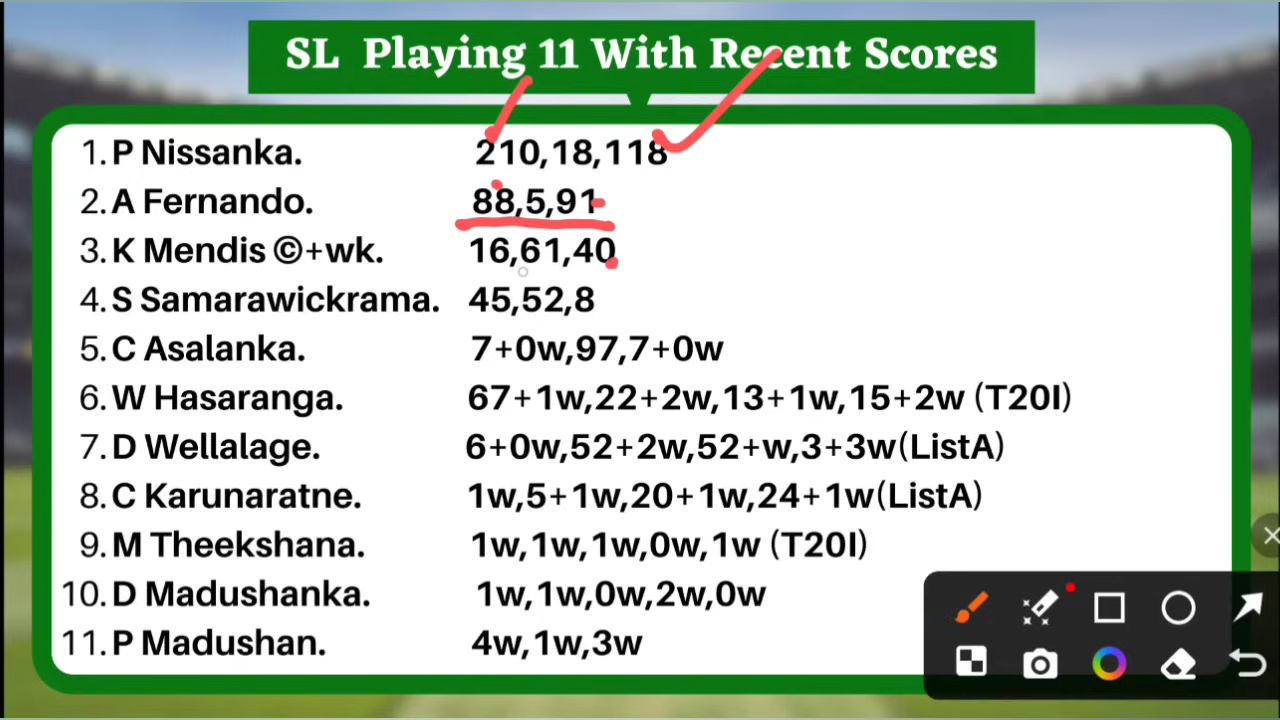 SL Playing 11 With Recent Scores
1. P Nissanka. 210,18,118
2. A Fernando. 88,5,91
3. K Mendis ©+wk. 16,61,40
4. S Samarawickrama. 45,52,8
5. C Asalanka. 7+0w,97,7+0w
6. W Hasaranga. 67+1w,22+2w,13+1w,15+2w (T20I)
7. D Wellalage. 6+0w,52+2w,52+w,3+3w(ListA)
8. C Karunaratne. 1w,5+1w,20+1w,24+1w(ListA)
9. M Theekshana. 1w,1w,1w,0w,1w (T20I)
10. D Madushanka. 1w,1w,0w,2w,0w
11. P Madushan. 4w,1w,3w